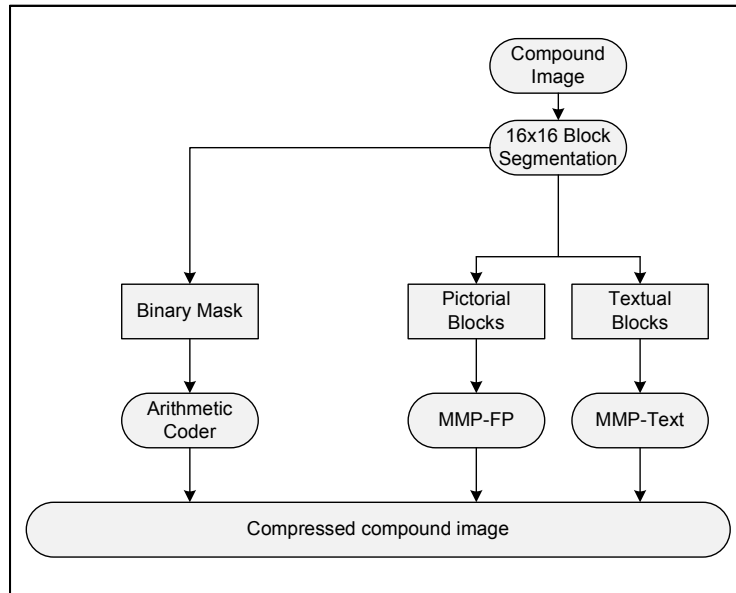 Compound
Image
16x16 Block
Segmentation
Binary Mask
Pictorial
Blocks
Textual
Blocks
Arithmetic
Coder
MMP-FP
MMP-Text
Compressed compound image